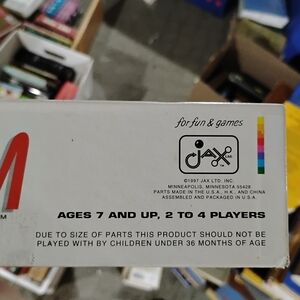 for fun & games
JAX LTD.
©1997 JAX LTD. INC.
MINNEAPOLIS, MINNESOTA 55428
PARTS MADE IN THE U.S.A., H.K., AND CHINA
ASSEMBLED AND PACKAGED IN U.S.A.
AGES 7 AND UP, 2 TO 4 PLAYERS
DUE TO SIZE OF PARTS THIS PRODUCT SHOULD NOT BE
PLAYED WITH BY CHILDREN UNDER 36 MONTHS OF AGE